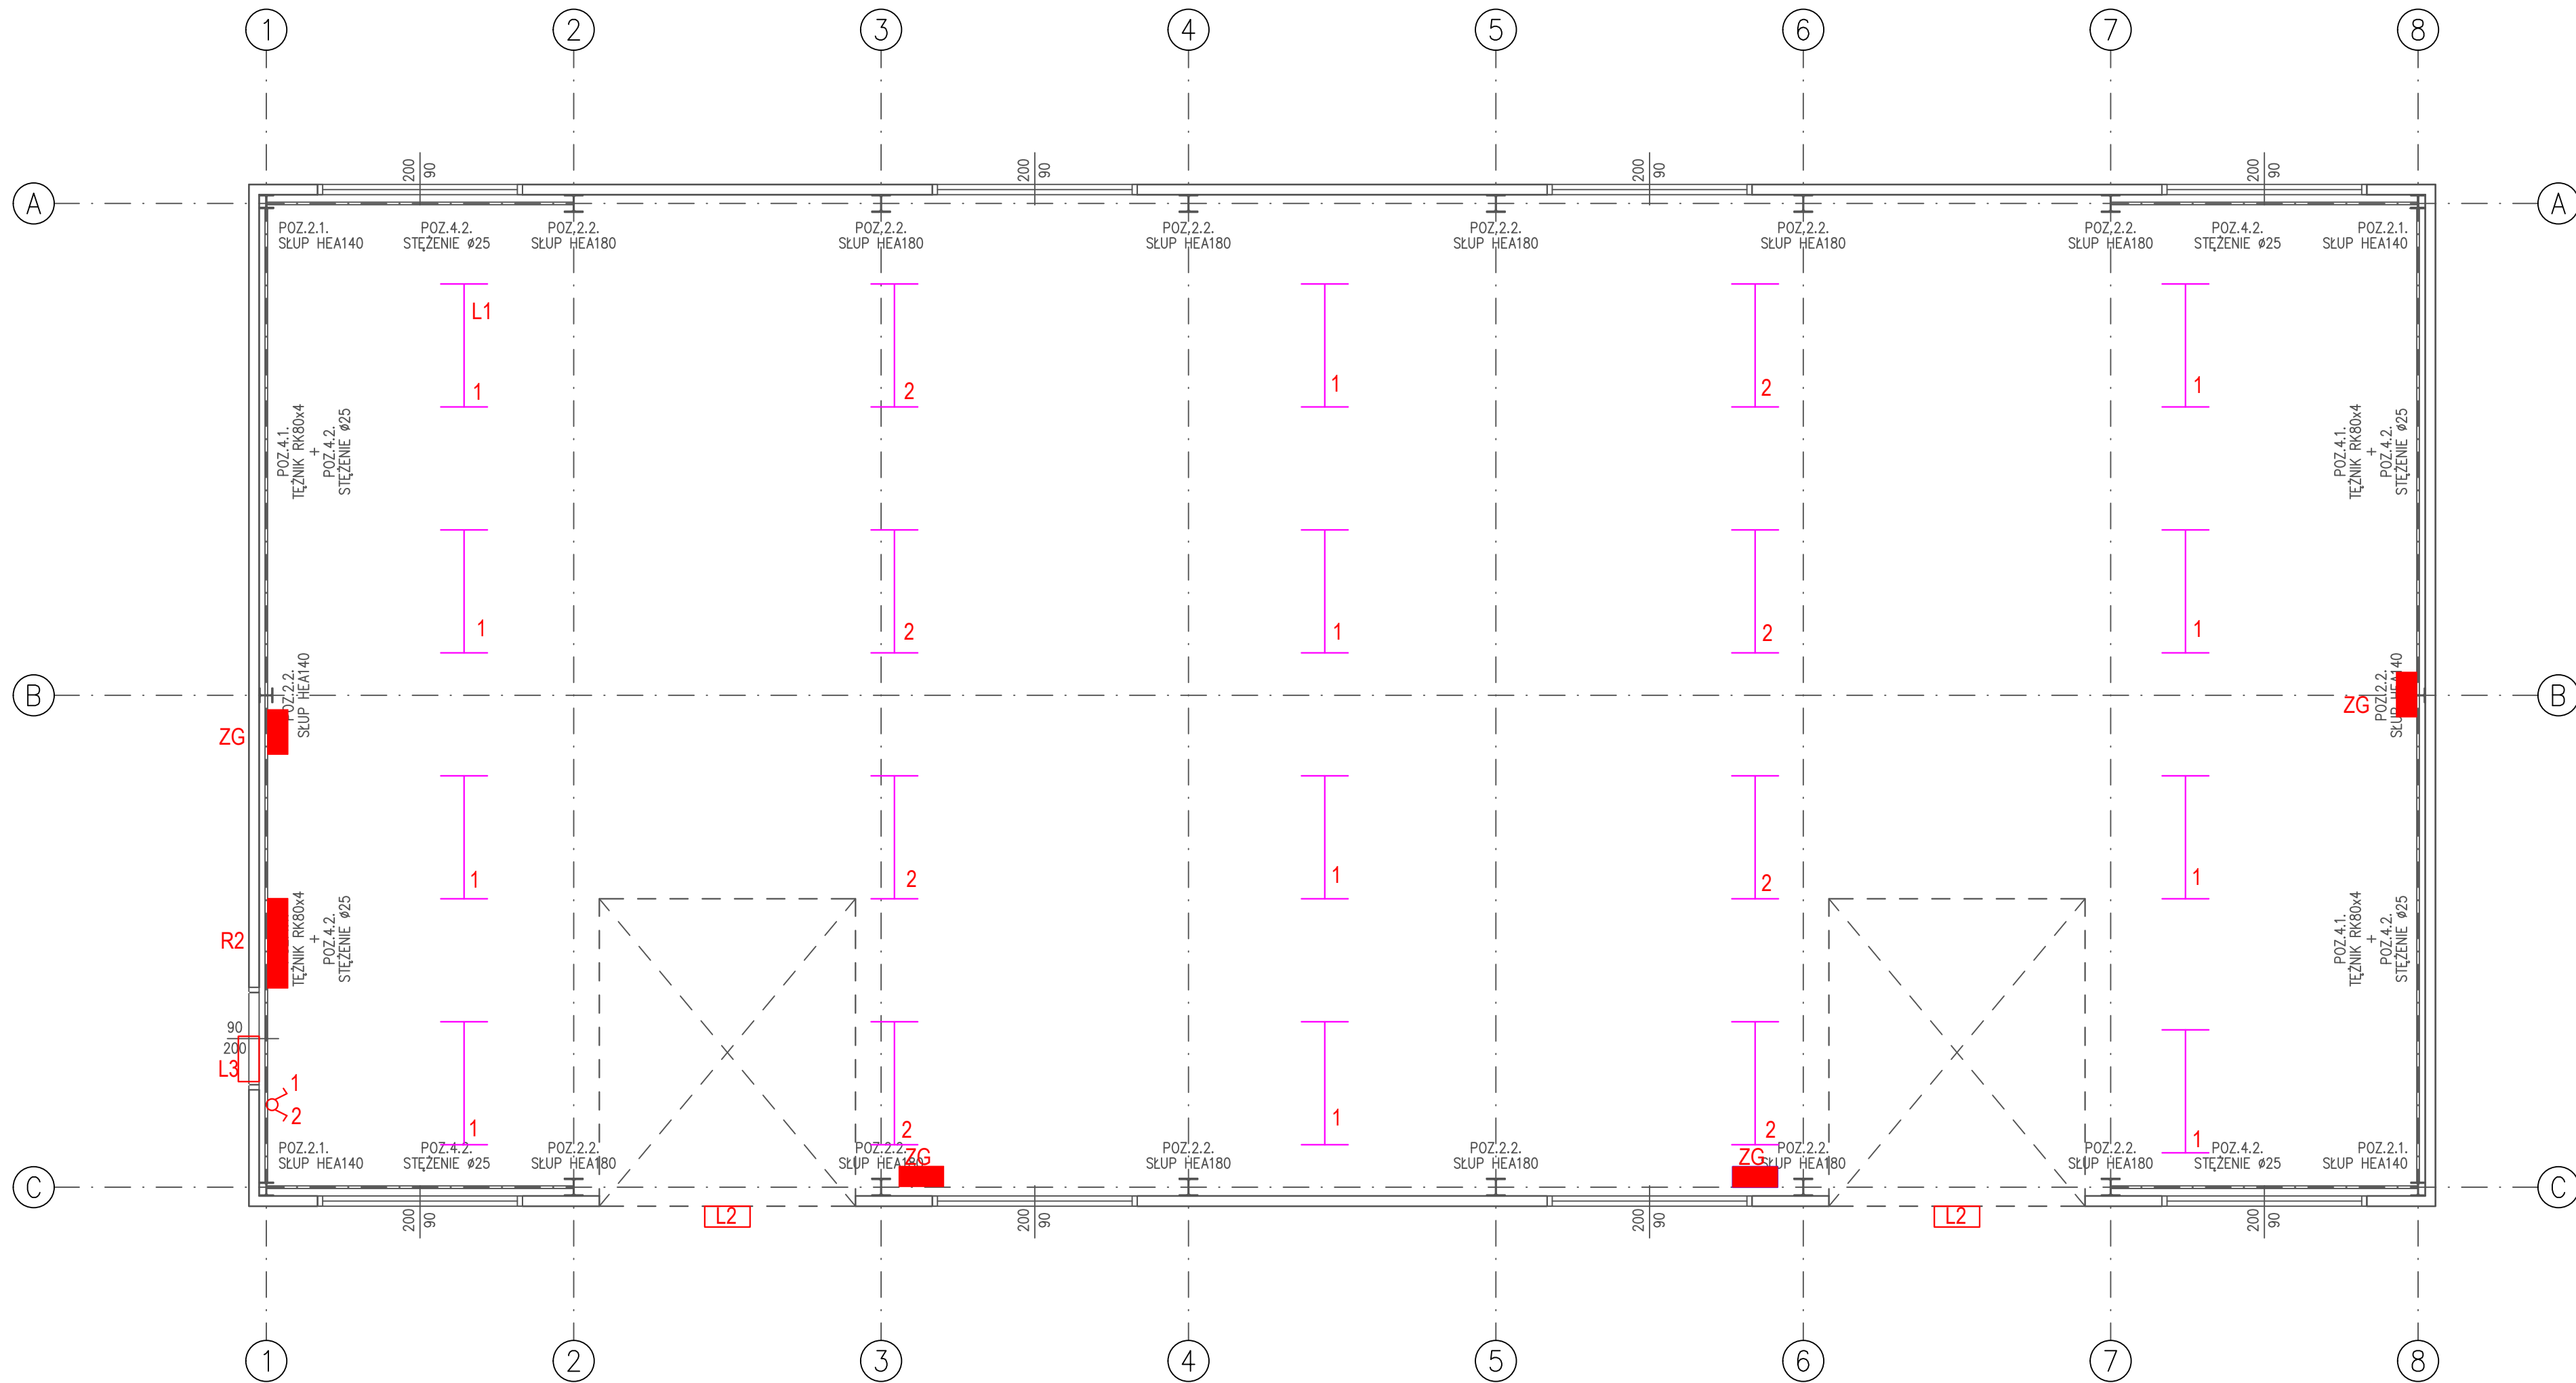 1 2 3 4 5 6 7 8
200 90 200 90 200 90 200 90
A A
POZ.2.1. POZ.4.2. POZ.2.2. POZ.2.2. POZ.2.2. POZ.2.2. POZ.2.2. POZ.2.2. POZ.4.2. POZ.2.1.
SŁUP HEA140 STĘŻENIE ø25 SŁUP HEA180 SŁUP HEA180 SŁUP HEA180 SŁUP HEA180 SŁUP HEA180 SŁUP HEA180 STĘŻENIE ø25 SŁUP HEA140
L1
1 2 1 2 1
POZ.4.1.
TĘŻNIK RK80x4
+
POZ.4.2.
STĘŻENIE ø25
POZ.4.1.
TĘŻNIK RK80x4
+
POZ.4.2.
STĘŻENIE ø25
1 2 1 2 1
POZ.2.2.
SŁUP HEA140
POZ.2.2.
SŁUP HEA140
B B
ZG ZG
1 2 1 2 1
R2
TĘŻNIK RK80x4
+
POZ.4.2.
STĘŻENIE ø25
POZ.4.1.
TĘŻNIK RK80x4
+
POZ.4.2.
STĘŻENIE ø25
90
200
L3
1
2
1 2 1 2 1
POZ.2.1. POZ.4.2. POZ.2.2. POZ.2.2. POZ.2.2. POZ.2.2. POZ.2.2. POZ.2.2. POZ.4.2. POZ.2.1.
ZG ZG
SŁUP HEA140 STĘŻENIE ø25 SŁUP HEA180 SŁUP HEA180 SŁUP HEA180 SŁUP HEA180 SŁUP HEA180 SŁUP HEA180 STĘŻENIE ø25 SŁUP HEA140
C C
L2 L2
200 90 200 90 200 90 200 90
1 2 3 4 5 6 7 8